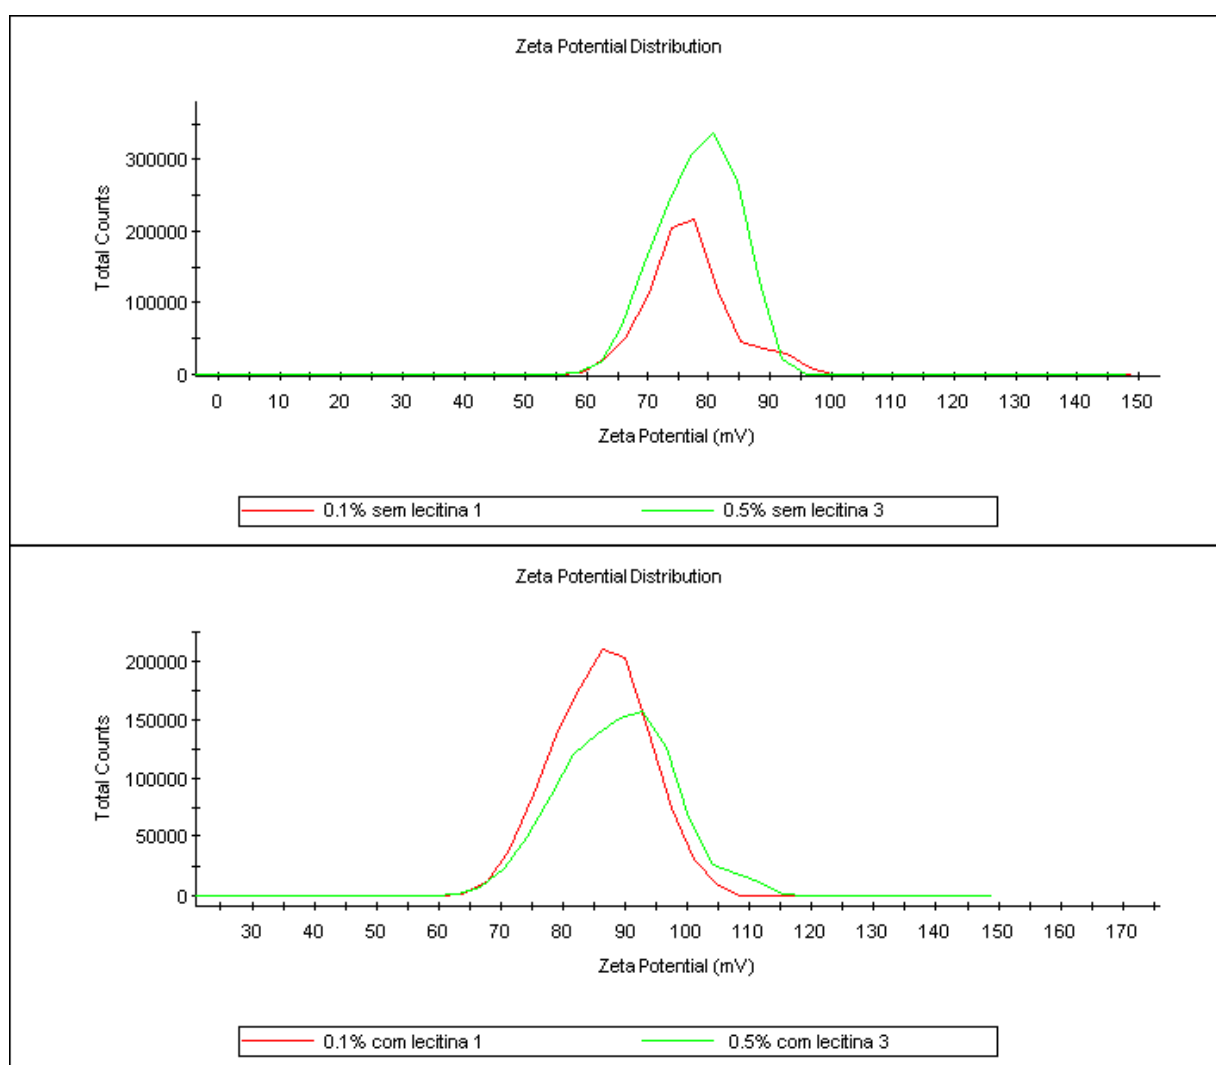 Zeta Potential Distribution
Total Counts
300000
200000
100000
0
0 10 20 30 40 50 60 70 80 90 100 110 120 130 140 150
Zeta Potential (mV)
0.1% sem lecitina 1 0.5% sem lecitina 3
Zeta Potential Distribution
Total Counts
200000
150000
100000
50000
0
30 40 50 60 70 80 90 100 110 120 130 140 150 160 170
Zeta Potential (mV)
0.1% com lecitina 1 0.5% com lecitina 3